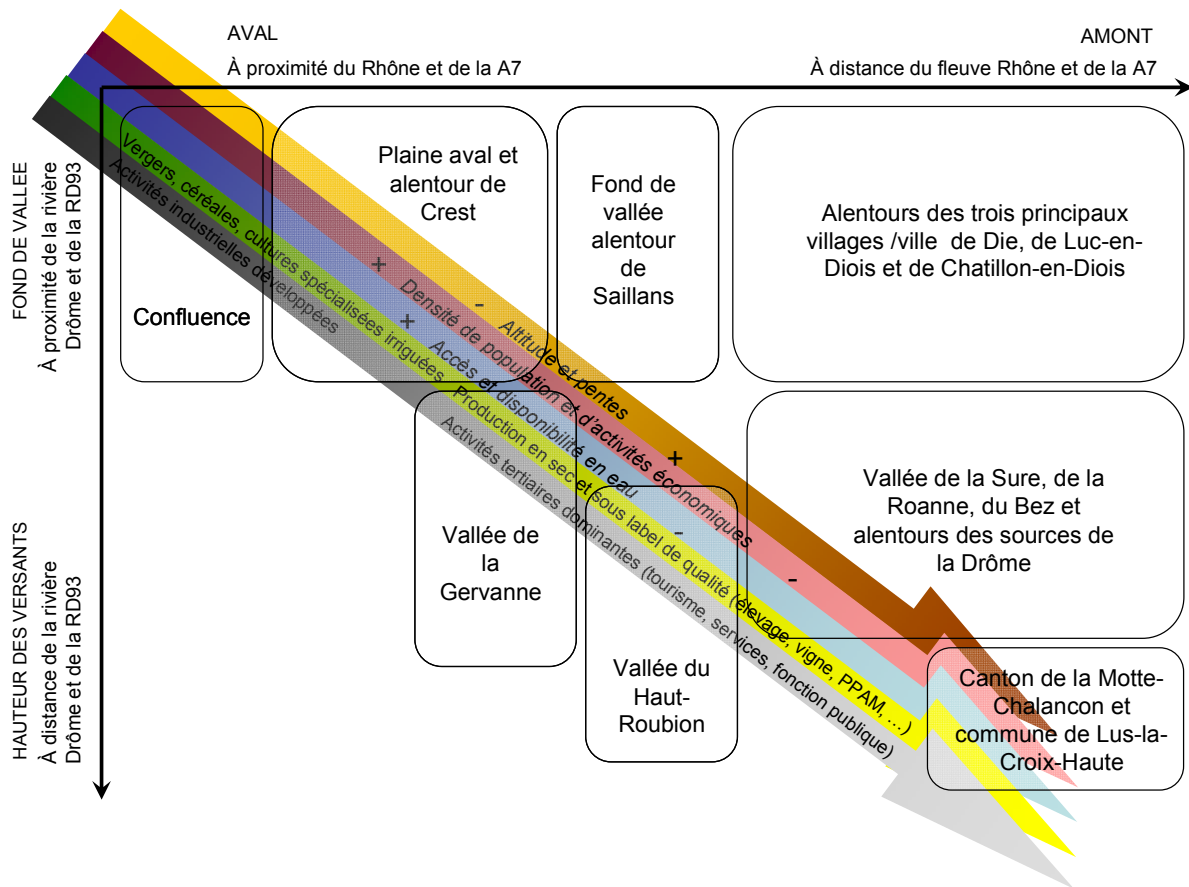 AVAL
À proximité du Rhône et de la A7
AMONT
À distance du fleuve Rhône et de la A7
FOND DE VALLEE
À proximité de la rivière
Drôme et de la RD93
HAUTEUR DES VERSANTS
À distance de la rivière
Drôme et de la RD93
Confluence
Plaine aval et
alentour de
Crest
Fond de
vallée
alentour
de
Saillans
Alentours des trois principaux
villages /ville de Die, de Luc-en-
Diois et de Chatillon-en-Diois
Vallée de
la
Gervanne
Vallée du
Haut-
Roubion
Vallée de la Sure, de la
Roanne, du Bez et
alentours des sources de
la Drôme
Canton de la Motte-
Chalancon et
commune de Lus-la-
Croix-Haute
- Altitude et pentes +
+ Densité de population et d'activités économiques -
+ Accès et disponibilité en eau -
Vergers, céréales, cultures spécialisées irriguées Production en sec et sous label de qualité (élevage, vigne, PPAM, …)
Activités industrielles développées Activités tertiaires dominantes (tourisme, services, fonction publique)